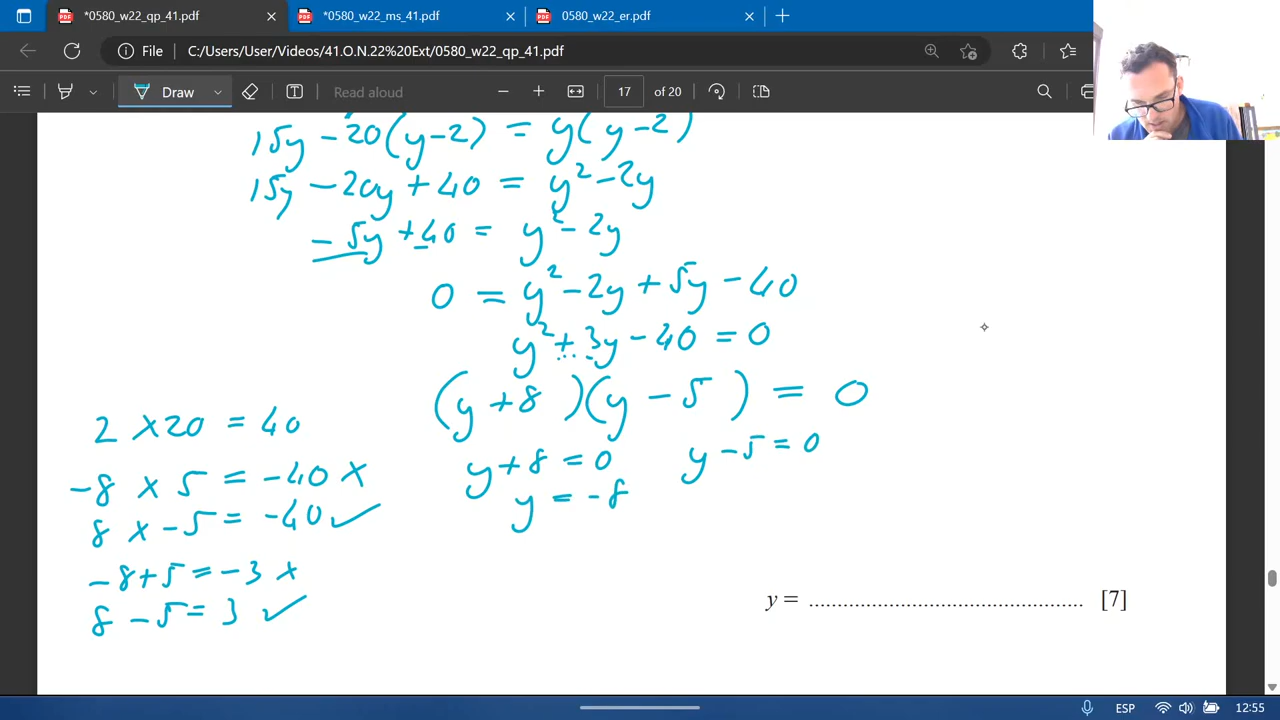 *0580_w22_qp_41.pdf
*0580_w22_ms_41.pdf
0580_w22_er.pdf
File
C:/Users/User/Videos/41.O.N.22%20Ext/0580_w22_qp_41.pdf
Draw
Read aloud
17
of 20
15y - 20(y-2) = y(y-2)
15y - 20y + 40 = y² - 2y
- 5y + 40 = y² - 2y
0 = y² - 2y + 5y - 40
y² + 3y - 40 = 0
(y + 8 )(y - 5 ) = 0
2 × 20 = 40
y + 8 = 0
y - 5 = 0
-8 × 5 = -40 ×
y = -8
8 × -5 = -40 ✓
-8 + 5 = -3 ×
8 - 5 = 3 ✓
y = ................................................ [7]
ESP
12:55